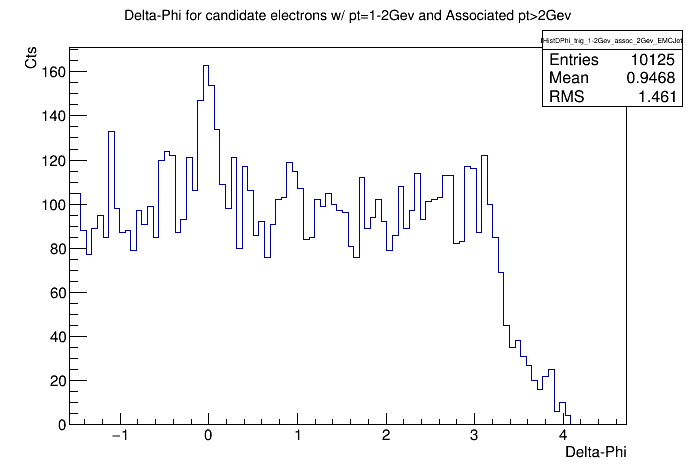 Delta-Phi for candidate electrons w/ pt=1-2Gev and Associated pt>2Gev
HistDPhi_trig_1-2Gev_assoc_2Gev_EMCJet
Entries 10125
Mean 0.9468
RMS 1.461
Cts
160
140
120
100
80
60
40
20
0
−1 0 1 2 3 4
Delta-Phi